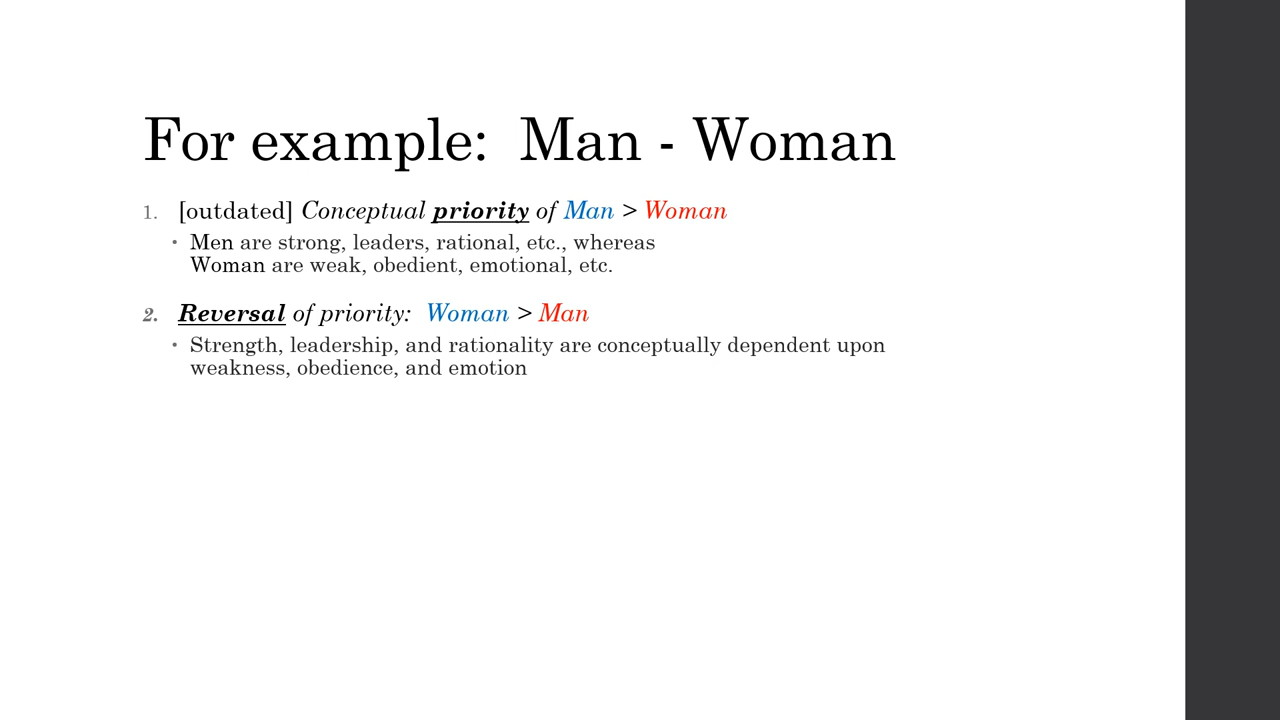 For example:  Man - Woman
1. [outdated] Conceptual priority of Man > Woman
• Men are strong, leaders, rational, etc., whereas
Woman are weak, obedient, emotional, etc.
2. Reversal of priority:  Woman > Man
• Strength, leadership, and rationality are conceptually dependent upon
weakness, obedience, and emotion